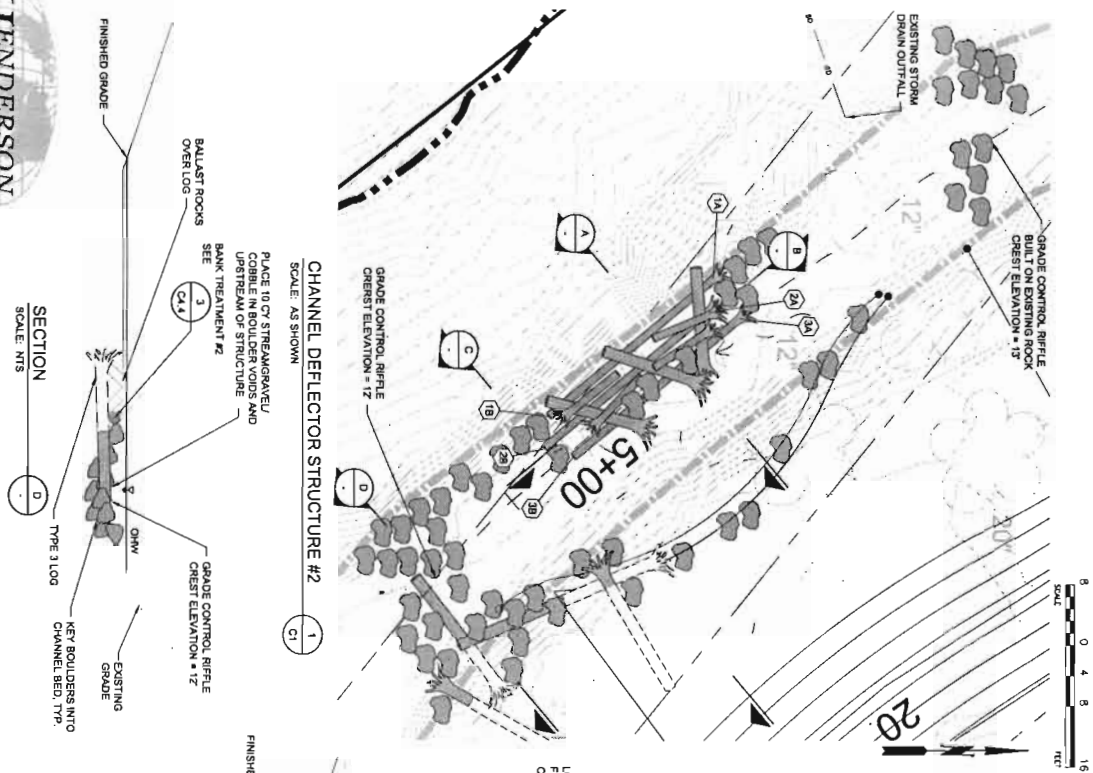 HENDERSON
EXISTING STORM
DRAIN OUTFALL
SD
SD
GRADE CONTROL RIFFLE
BUILT ON EXISTING ROCK
CREST ELEVATION = 13'
12"
12"
20"
1A
2A
3A
1B
2B
3B
A
-
B
-
C
-
D
-
5+00
20
8
0
4
8
16
SCALE
FEET
GRADE CONTROL RIFFLE
CRERST ELEVATION = 12'
CHANNEL DEFLECTOR STRUCTURE #2
SCALE: AS SHOWN
1
C1
PLACE 10 CY STREAMGRAVEL/
COBBLE IN BOULDER VOIDS AND
UPSTREAM OF STRUCTURE
BANK TREATMENT #2
SEE
3
C4.4
BALLAST ROCKS
OVER LOG
FINISHED GRADE
OHW
GRADE CONTROL RIFFLE
CREST ELEVATION = 12'
EXISTING
GRADE
KEY BOULDERS INTO
CHANNEL BED, TYP.
TYPE 3 LOG
SECTION
SCALE: NTS
D
-